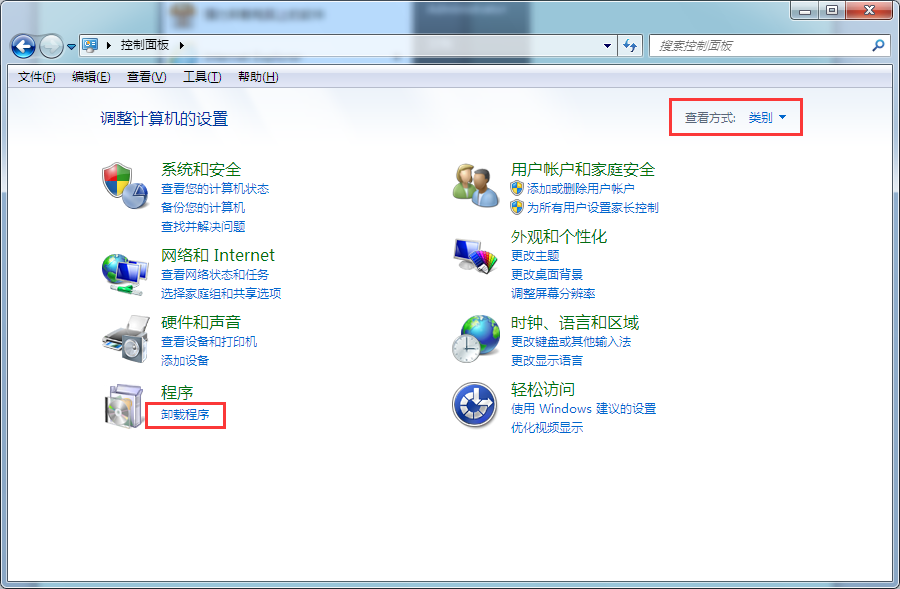 控制面板
搜索控制面板
文件(F) 编辑(E) 查看(V) 工具(T) 帮助(H)
调整计算机的设置
查看方式: 类别
系统和安全
查看您的计算机状态
备份您的计算机
查找并解决问题
网络和 Internet
查看网络状态和任务
选择家庭组和共享选项
硬件和声音
查看设备和打印机
添加设备
程序
卸载程序
用户帐户和家庭安全
添加或删除用户帐户
为所有用户设置家长控制
外观和个性化
更改主题
更改桌面背景
调整屏幕分辨率
时钟、语言和区域
更改键盘或其他输入法
更改显示语言
轻松访问
使用 Windows 建议的设置
优化视频显示